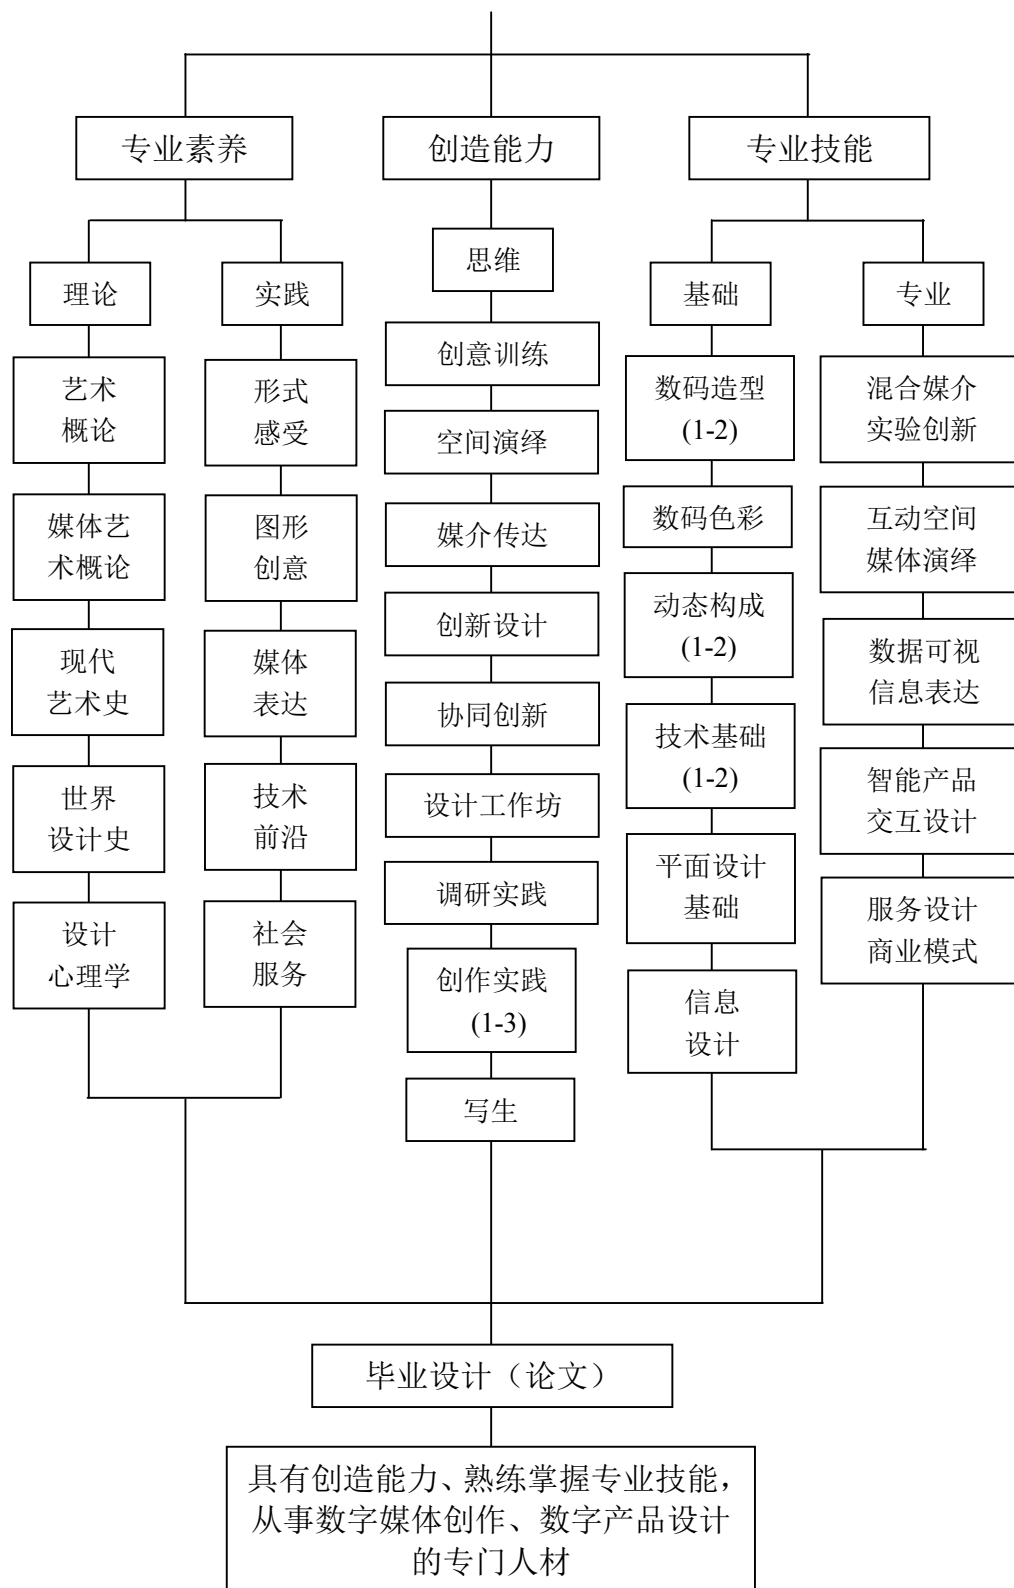 专业素养
创造能力
专业技能
理论
实践
思维
基础
专业
艺术
概论
媒体艺
术概论
现代
艺术史
世界
设计史
设计
心理学
形式
感受
图形
创意
媒体
表达
技术
前沿
社会
服务
创意训练
空间演绎
媒介传达
创新设计
协同创新
设计工作坊
调研实践
创作实践
(1-3)
写生
数码造型
(1-2)
数码色彩
动态构成
(1-2)
技术基础
(1-2)
平面设计
基础
信息
设计
混合媒介
实验创新
互动空间
媒体演绎
数据可视
信息表达
智能产品
交互设计
服务设计
商业模式
毕业设计（论文）
具有创造能力、熟练掌握专业技能，
从事数字媒体创作、数字产品设计
的专门人材